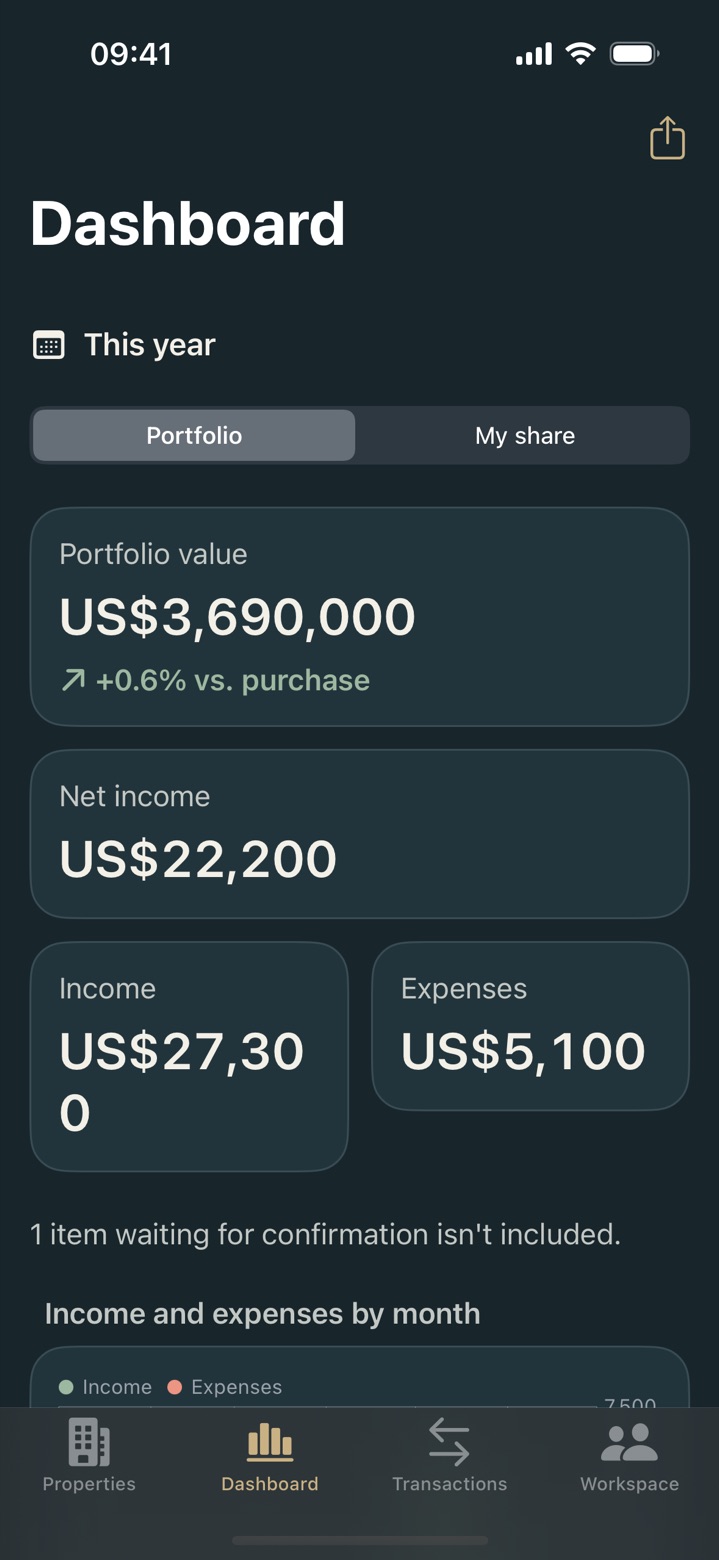 09:41
Dashboard
This year
Portfolio
My share
Portfolio value
US$3,690,000
+0.6% vs. purchase
Net income
US$22,200
Income
US$27,30
0
Expenses
US$5,100
1 item waiting for confirmation isn't included.
Income and expenses by month
Income
Expenses
7,500
Properties
Dashboard
Transactions
Workspace